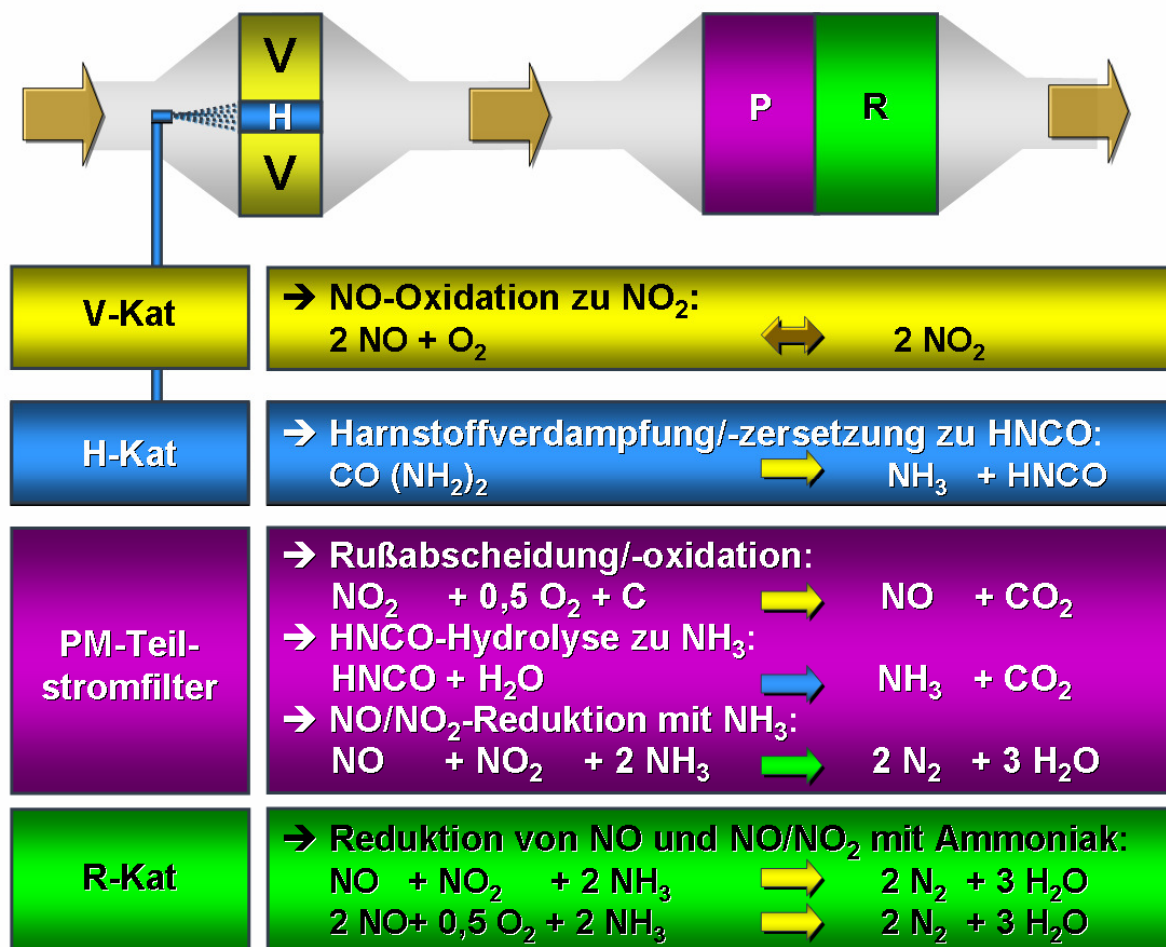 V
H
V
P
R
V-Kat
➔ NO-Oxidation zu NO₂:
2 NO + O₂ ⇔ 2 NO₂
H-Kat
➔ Harnstoffverdampfung/-zersetzung zu HNCO:
CO (NH₂)₂ ⇨ NH₃ + HNCO
PM-Teil-
stromfilter
➔ Rußabscheidung/-oxidation:
NO₂ + 0,5 O₂ + C ⇨ NO + CO₂
➔ HNCO-Hydrolyse zu NH₃:
HNCO + H₂O ⇨ NH₃ + CO₂
➔ NO/NO₂-Reduktion mit NH₃:
NO + NO₂ + 2 NH₃ ⇨ 2 N₂ + 3 H₂O
R-Kat
➔ Reduktion von NO und NO/NO₂ mit Ammoniak:
NO + NO₂ + 2 NH₃ ⇨ 2 N₂ + 3 H₂O
2 NO+ 0,5 O₂ + 2 NH₃ ⇨ 2 N₂ + 3 H₂O